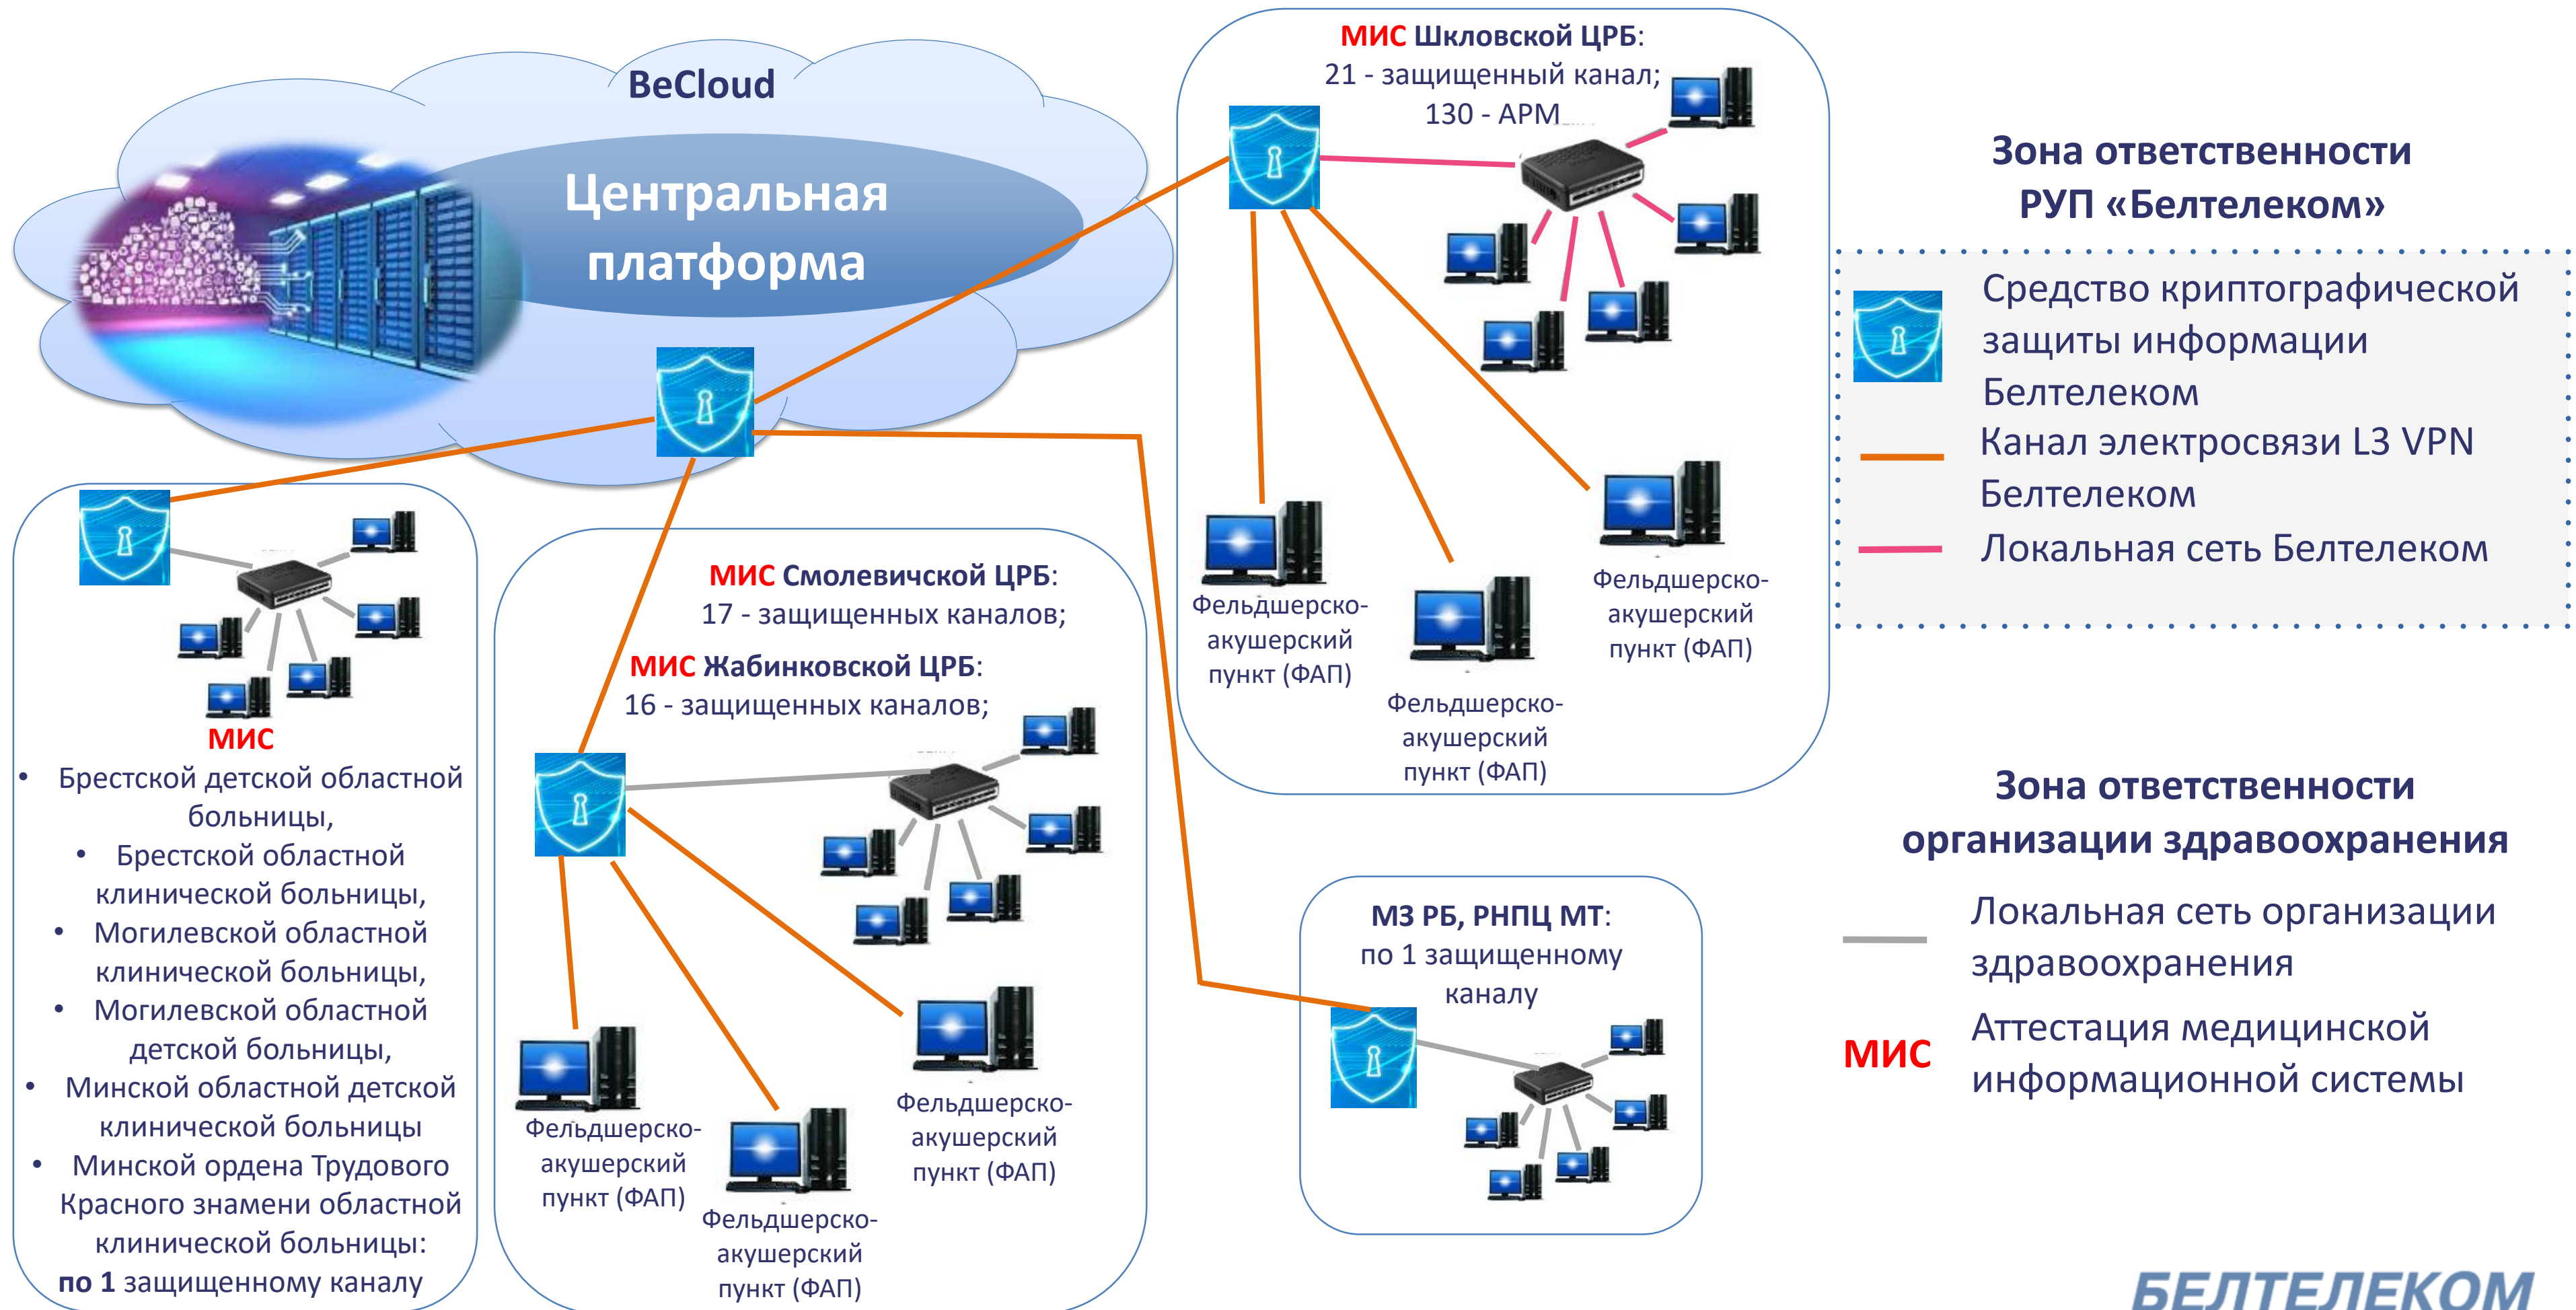 BeCloud
Центральная
платформа
МИС Шкловской ЦРБ:
21 - защищенный канал;
130 - АРМ
Фельдшерско-
акушерский
пункт (ФАП)
Фельдшерско-
акушерский
пункт (ФАП)
Фельдшерско-
акушерский
пункт (ФАП)
Зона ответственности
РУП «Белтелеком»
Средство криптографической
защиты информации
Белтелеком
Канал электросвязи L3 VPN
Белтелеком
Локальная сеть Белтелеком
МИС
• Брестской детской областной
больницы,
• Брестской областной
клинической больницы,
• Могилевской областной
клинической больницы,
• Могилевской областной
детской больницы,
• Минской областной детской
клинической больницы
• Минской ордена Трудового
Красного знамени областной
клинической больницы:
по 1 защищенному каналу
МИС Смолевичской ЦРБ:
17 - защищенных каналов;
МИС Жабинковской ЦРБ:
16 - защищенных каналов;
Фельдшерско-
акушерский
пункт (ФАП)
Фельдшерско-
акушерский
пункт (ФАП)
Фельдшерско-
акушерский
пункт (ФАП)
МЗ РБ, РНПЦ МТ:
по 1 защищенному
каналу
Зона ответственности
организации здравоохранения
Локальная сеть организации
здравоохранения
МИС Аттестация медицинской
информационной системы
БЕЛТЕЛЕКОМ